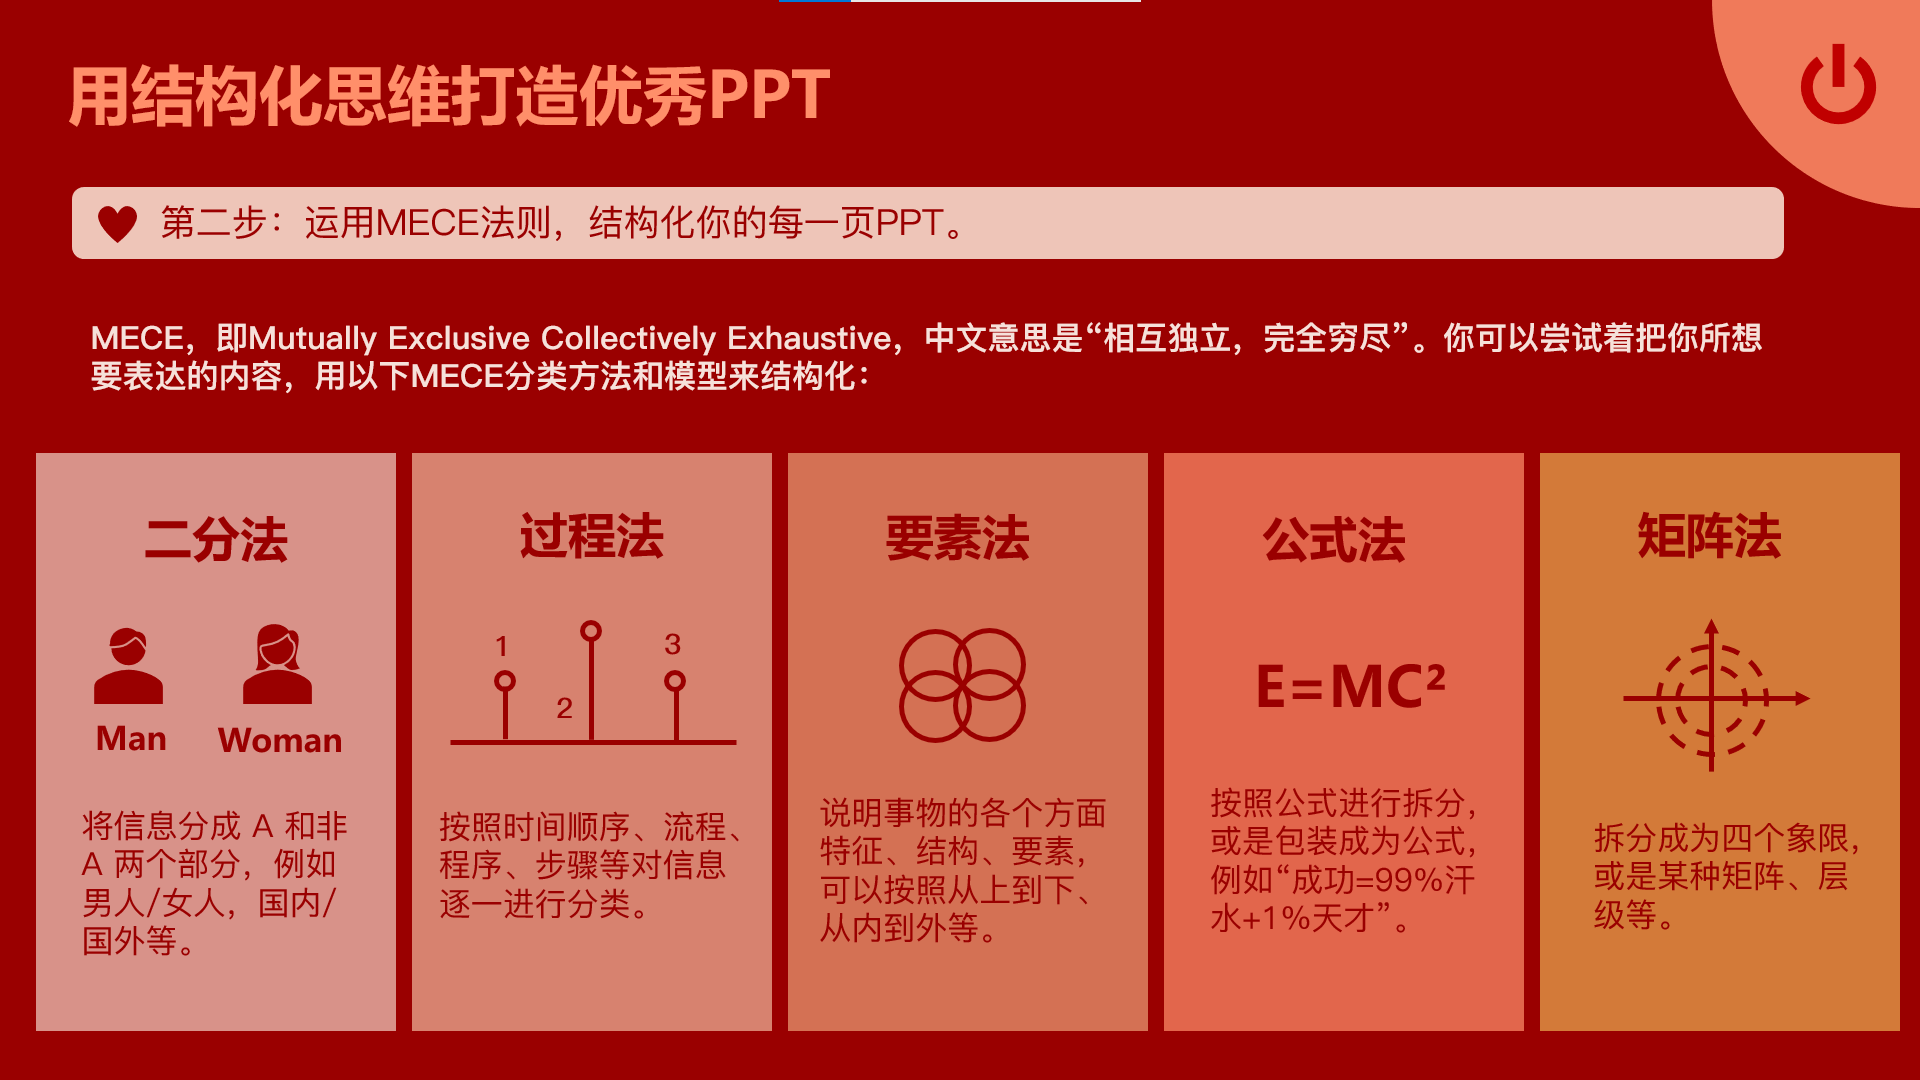 用结构化思维打造优秀PPT
第二步：运用MECE法则，结构化你的每一页PPT。
MECE，即Mutually Exclusive Collectively Exhaustive，中文意思是“相互独立，完全穷尽”。你可以尝试着把你所想
要表达的内容，用以下MECE分类方法和模型来结构化：
二分法
Man
Woman
将信息分成 A 和非
A 两个部分，例如
男人/女人，国内/
国外等。
过程法
1
2
3
按照时间顺序、流程、
程序、步骤等对信息
逐一进行分类。
要素法
说明事物的各个方面
特征、结构、要素，
可以按照从上到下、
从内到外等。
公式法
E=MC²
按照公式进行拆分，
或是包装成为公式，
例如“成功=99%汗
水+1%天才”。
矩阵法
拆分成为四个象限，
或是某种矩阵、层
级等。